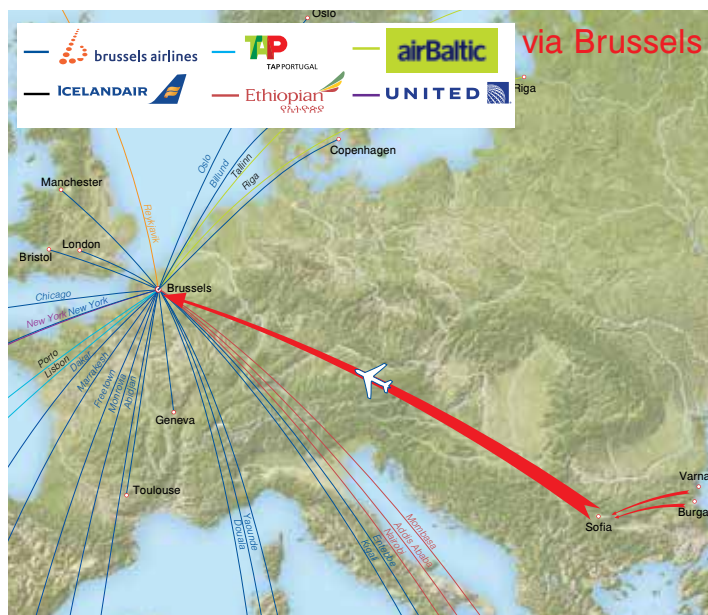 Oslo
brussels airlines
TAP
TAP PORTUGAL
airBaltic
via Brussels
ICELANDAIR
Ethiopian
የኢትዮጵያ
UNITED
Riga
Copenhagen
Oslo
Billund
Tallinn
Riga
Manchester
Reykjavik
London
Bristol
Brussels
Chicago
New York
New York
Porto
Lisbon
Dakar
Marrakesh
Freetown
Monrovia
Abidjan
Geneva
Toulouse
Varna
Burga
Sofia
Yaounde
Douala
Mombasa
Addis Ababa
Nairobi
Entebbe
Kigali